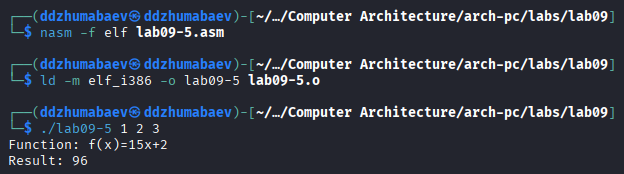 ┌──(ddzhumabaev㉿ddzhumabaev)-[~/…/Computer Architecture/arch-pc/labs/lab09]
└─$ nasm -f elf lab09-5.asm
┌──(ddzhumabaev㉿ddzhumabaev)-[~/…/Computer Architecture/arch-pc/labs/lab09]
└─$ ld -m elf_i386 -o lab09-5 lab09-5.o
┌──(ddzhumabaev㉿ddzhumabaev)-[~/…/Computer Architecture/arch-pc/labs/lab09]
└─$ ./lab09-5 1 2 3
Function: f(x)=15x+2
Result: 96